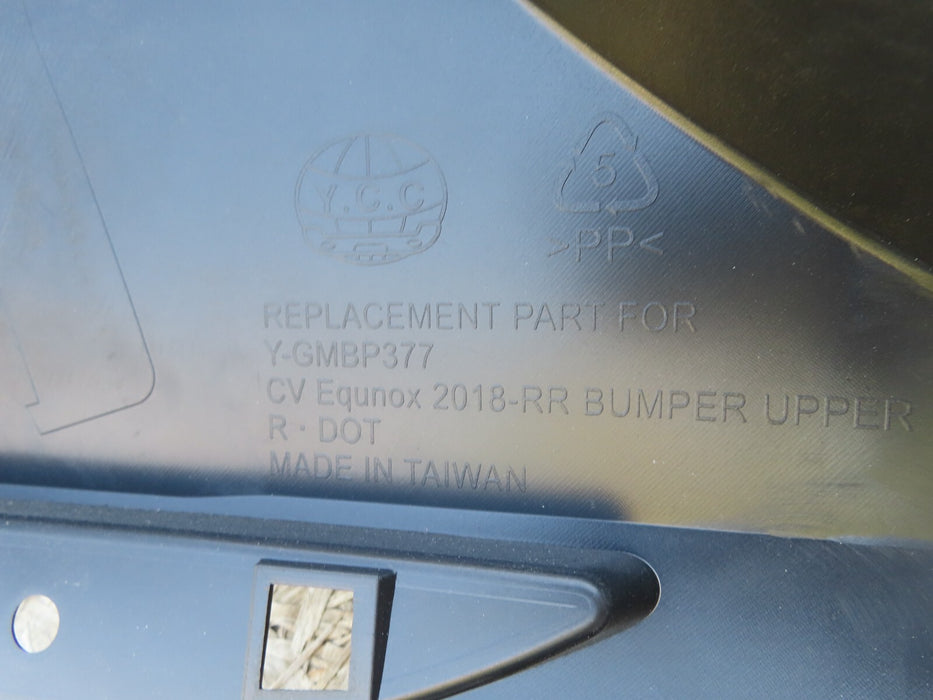 Y.C.C
5
>PP<
REPLACEMENT PART FOR
Y-GMBP377
CV Equnox 2018-RR BUMPER UPPER
R · DOT
MADE IN TAIWAN